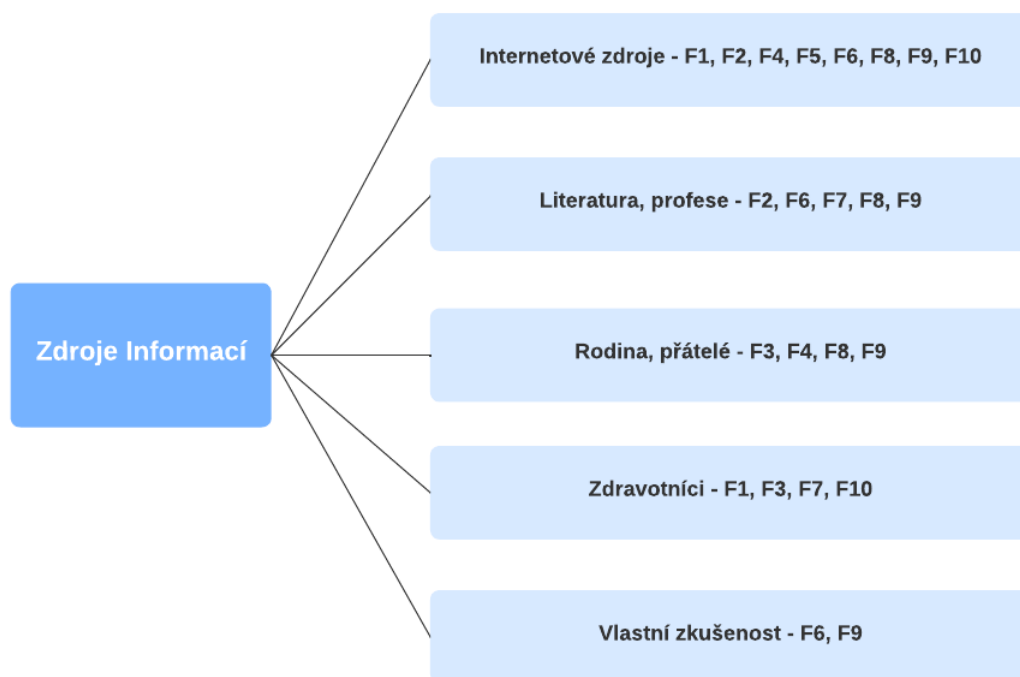 Zdroje Informací
Internetové zdroje - F1, F2, F4, F5, F6, F8, F9, F10
Literatura, profese - F2, F6, F7, F8, F9
Rodina, přátelé - F3, F4, F8, F9
Zdravotníci - F1, F3, F7, F10
Vlastní zkušenost - F6, F9